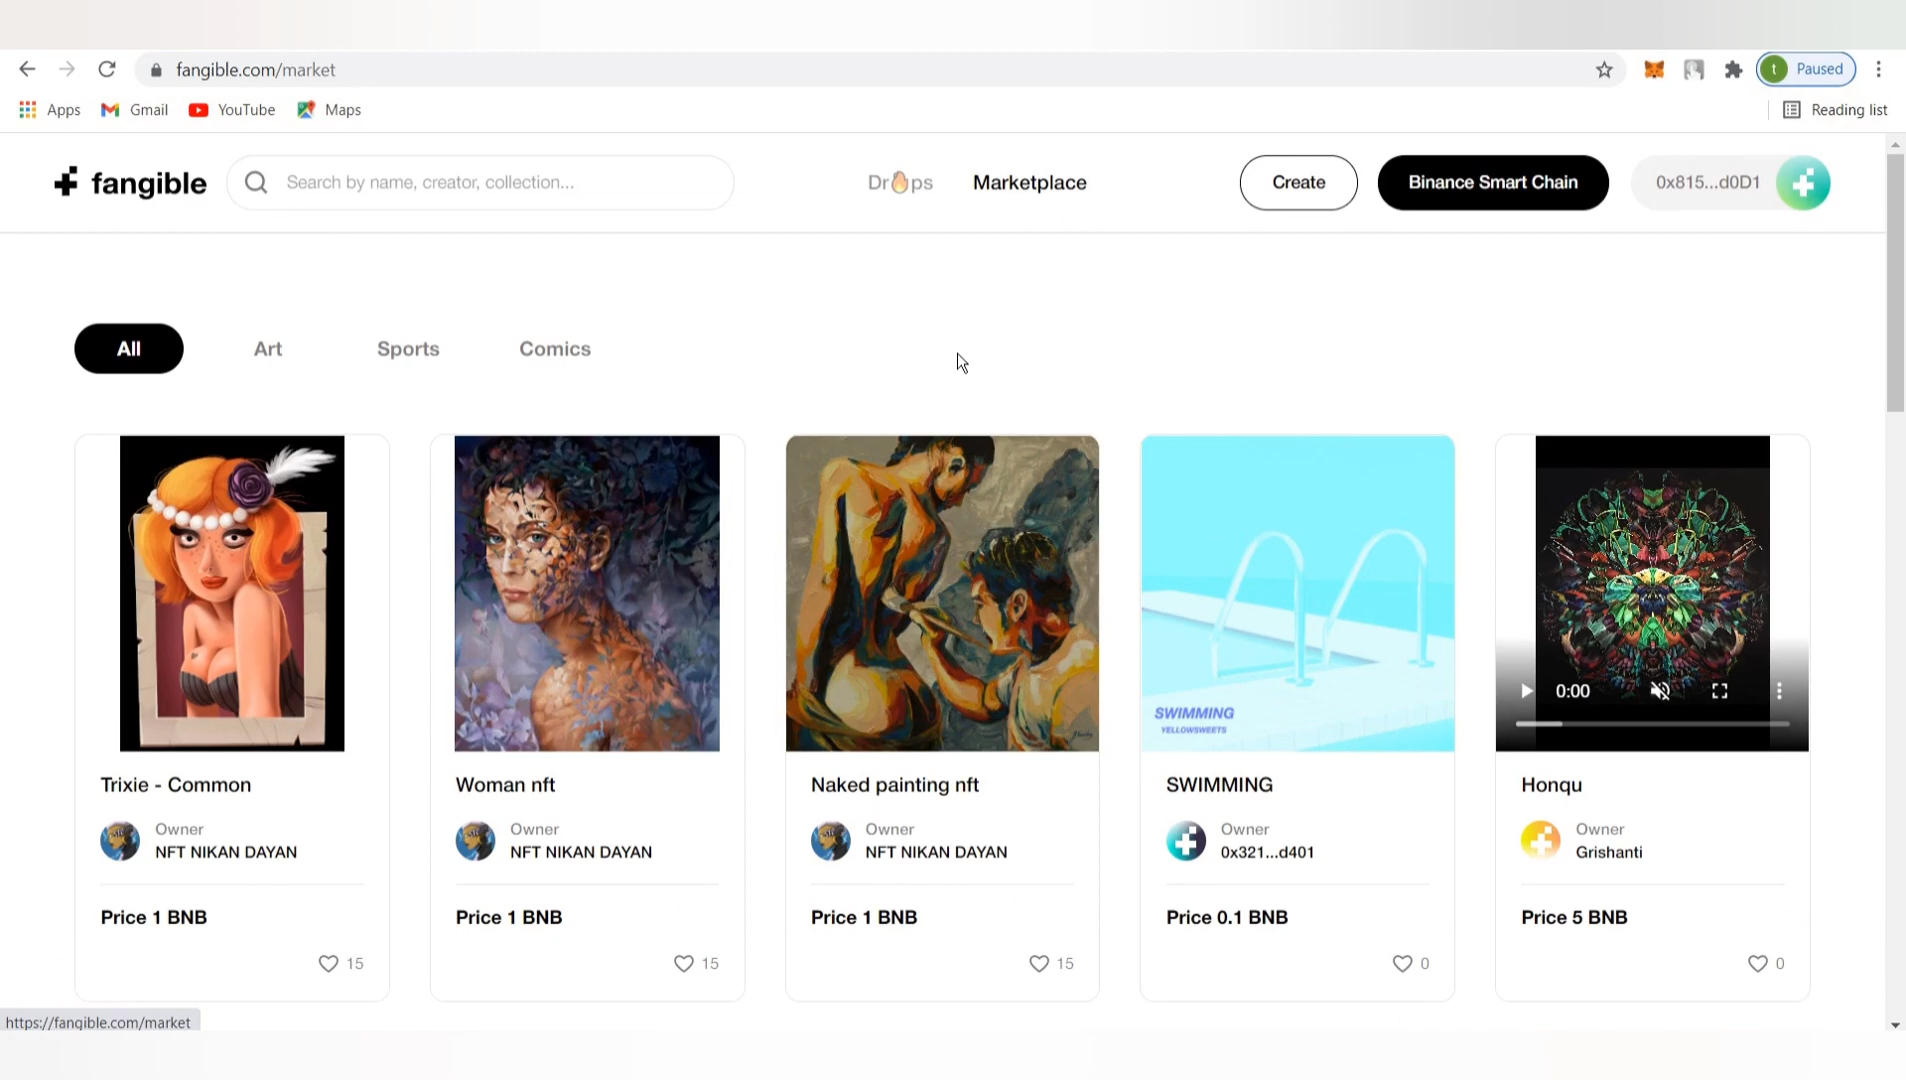 fangible.com/market
t Paused
Apps Gmail YouTube Maps Reading list
fangible Search by name, creator, collection... Drops Marketplace Create Binance Smart Chain 0x815...d0D1
All Art Sports Comics
SWIMMING
YELLOWSWEETS
0:00
Trixie - Common Woman nft Naked painting nft SWIMMING Honqu
Owner Owner Owner Owner Owner
NFT NIKAN DAYAN NFT NIKAN DAYAN NFT NIKAN DAYAN 0x321...d401 Grishanti
Price 1 BNB Price 1 BNB Price 1 BNB Price 0.1 BNB Price 5 BNB
15 15 15 0 0
https://fangible.com/market